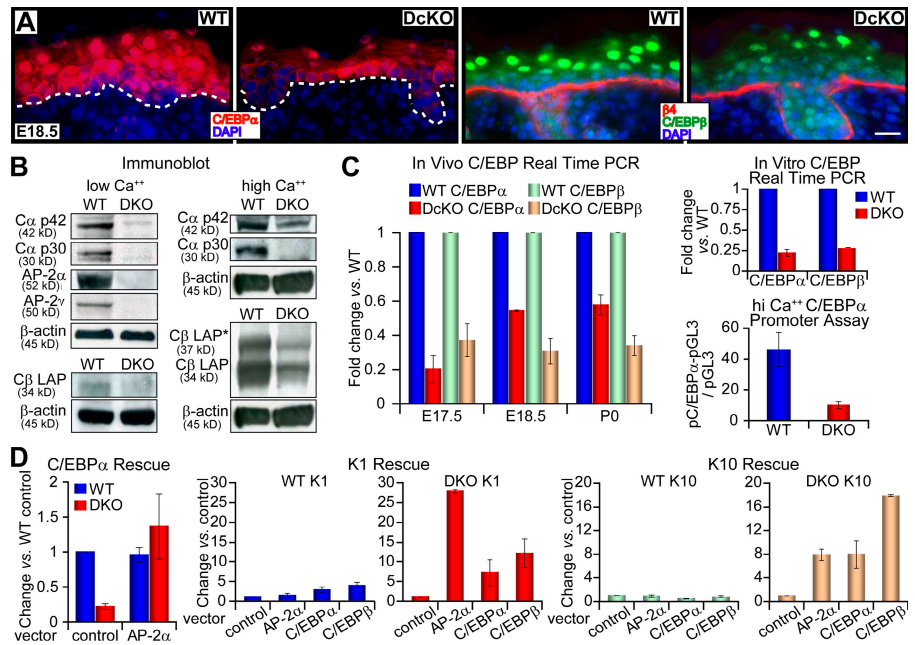 A
WT
DcKO
WT
DcKO
E18.5
C/EBPα
DAPI
β4
C/EBPβ
DAPI
B
Immunoblot
low Ca++
WT DKO
Cα p42
(42 kD)
Cα p30
(30 kD)
AP-2α
(52 kD)
AP-2γ
(50 kD)
β-actin
(45 kD)
WT DKO
Cβ LAP
(34 kD)
β-actin
(45 kD)
high Ca++
WT DKO
Cα p42
(42 kD)
Cα p30
(30 kD)
β-actin
(45 kD)
WT DKO
Cβ LAP*
(37 kD)
Cβ LAP
(34 kD)
β-actin
(45 kD)
C
In Vivo C/EBP Real Time PCR
WT C/EBPα WT C/EBPβ
DcKO C/EBPα DcKO C/EBPβ
Fold change vs. WT
1
0.8
0.6
0.4
0.2
0
E17.5 E18.5 P0
In Vitro C/EBP
Real Time PCR
WT
DKO
Fold change
vs. WT
1
0.75
0.5
0.25
0
C/EBPα C/EBPβ
hi Ca++ C/EBPα
Promoter Assay
pC/EBPα-pGL3
/ pGL3
60
40
20
0
WT DKO
D
C/EBPα Rescue
WT
DKO
Change vs. WT control
2
1.5
1
0.5
0
vector
control AP-2α
K1 Rescue
WT K1
Change vs. control
30
25
20
15
10
5
0
vector
control AP-2α C/EBPα C/EBPβ
DKO K1
30
25
20
15
10
5
0
control AP-2α C/EBPα C/EBPβ
K10 Rescue
WT K10
Change vs. control
20
16
12
8
4
0
vector
control AP-2α C/EBPα C/EBPβ
DKO K10
20
16
12
8
4
0
control AP-2α C/EBPα C/EBPβ